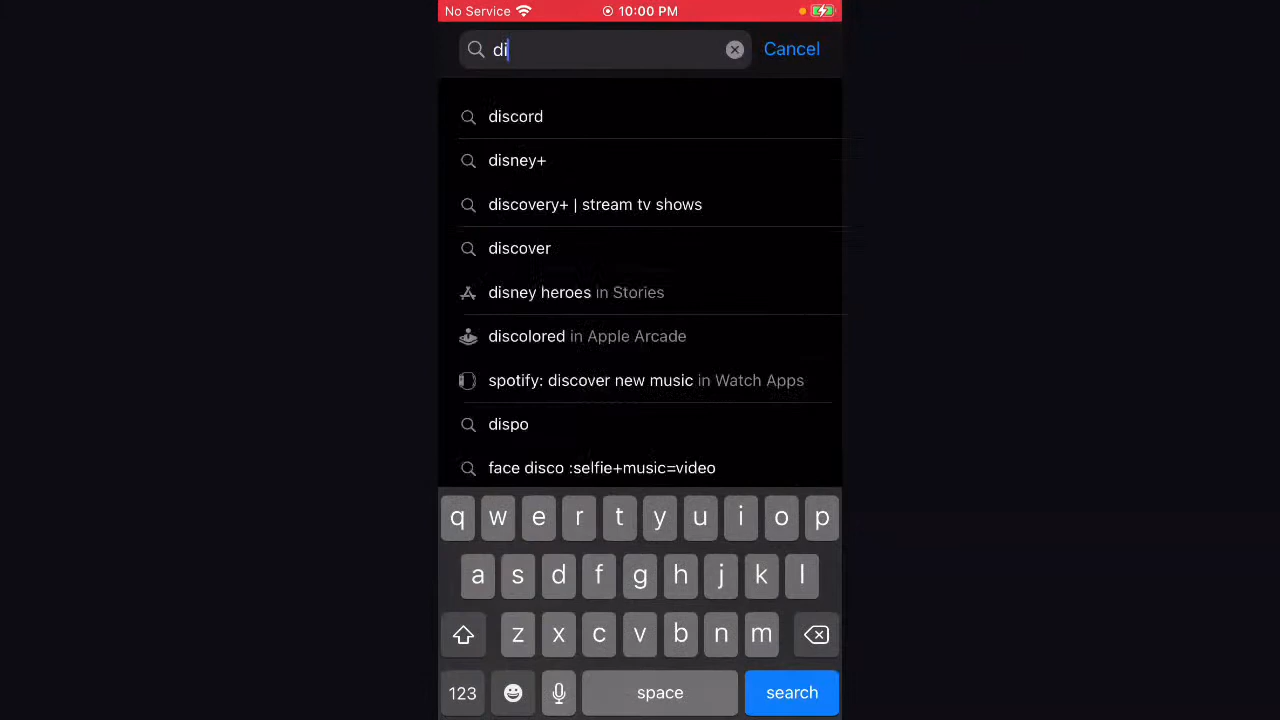 No Service 10:00 PM
di Cancel
discord
disney+
discovery+ | stream tv shows
discover
disney heroes in Stories
discolored in Apple Arcade
spotify: discover new music in Watch Apps
dispo
face disco :selfie+music=video
q w e r t y u i o p
a s d f g h j k l
z x c v b n m
123 space search